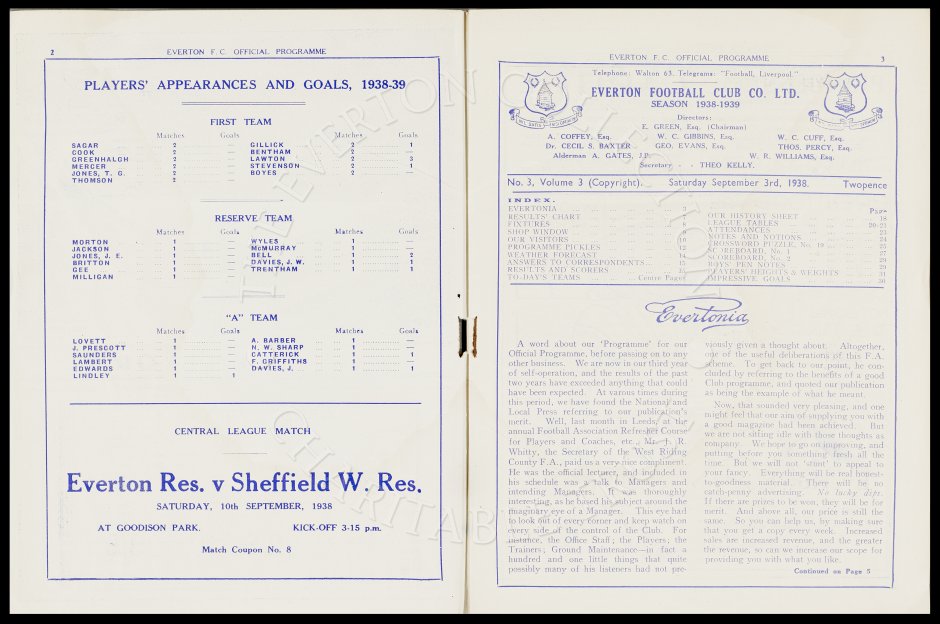 2
EVERTON F. C. OFFICIAL PROGRAMME
PLAYERS' APPEARANCES AND GOALS, 1938-39
FIRST TEAM
Matches Goals Matches Goals
SAGAR 2 — GILLICK 2 1
COOK 2 — BENTHAM 2 —
GREENHALGH 2 — LAWTON 2 3
MERCER 2 — STEVENSON 2 1
JONES, T. G. 2 — BOYES 2 —
THOMSON 2 —
RESERVE TEAM
Matches Goals Matches Goals
MORTON 1 — WYLES 1 —
JACKSON 1 — McMURRAY 1 —
JONES, J. E. 1 — BELL 1 2
BRITTON 1 — DAVIES, J. W. 1 1
GEE 1 — TRENTHAM 1 1
MILLIGAN 1 —
"A" TEAM
Matches Goals Matches Goals
LOVETT 1 — A. BARBER 1 —
J. PRESCOTT 1 — N. W. SHARP 1 —
SAUNDERS 1 — CATTERICK 1 1
LAMBERT 1 — F. GRIFFITHS 1 —
EDWARDS 1 — DAVIES, J. 1 1
LINDLEY 1 1
CENTRAL LEAGUE MATCH
Everton Res. v Sheffield W. Res.
SATURDAY, 10th SEPTEMBER, 1938
AT GOODISON PARK. KICK-OFF 3-15 p.m.
Match Coupon No. 8
EVERTON F. C. OFFICIAL PROGRAMME
3
Telephone: Walton 63. Telegrams: "Football, Liverpool."
EVERTON FOOTBALL CLUB CO. LTD.
SEASON 1938-1939
Directors:
E. GREEN, Esq. (Chairman)
A. COFFEY, Esq. W. C. GIBBINS, Esq. W. C. CUFF, Esq.
Dr. CECIL S. BAXTER GEO. EVANS, Esq. THOS. PERCY, Esq.
Alderman A. GATES, J.P. W. R. WILLIAMS, Esq.
Secretary - - THEO KELLY.
No. 3, Volume 3 (Copyright). Saturday September 3rd, 1938. Twopence
INDEX.
EVERTONIA 3
RESULTS' CHART
FIXTURES
SHOP WINDOW
OUR VISITORS
PROGRAMME PICKLES
WEATHER FORECAST
ANSWERS TO CORRESPONDENTS
RESULTS AND SCORERS
TO-DAY'S TEAMS Centre Pages
Page
OUR HISTORY SHEET 18
LEAGUE TABLES 20-21
ATTENDANCES 23
NOTES AND NOTIONS 24
CROSSWORD PUZZLE, No. 10
SCOREBOARD, No. 1 27
SCOREBOARD, No. 2
BOYS' PEN NOTES 29
PLAYERS' HEIGHTS & WEIGHTS 31
IMPRESSIVE GOALS
Evertonia
A word about our 'Programme' for our
Official Programme, before passing on to any
other business. We are now in our third year
of self-operation, and the results of the past
two years have exceeded anything that could
have been expected. At varous times during
this period, we have found the National and
Local Press referring to our publication's
merit. Well, last month in Leeds, at the
annual Football Association Refresher Course
for Players and Coaches, etc., Mr. J. R.
Whitty, the Secretary of the West Riding
County F.A., paid us a very nice compliment.
He was the official lecturer, and included in
his schedule was a talk to Managers and
intending Managers. It was thoroughly
interesting, as he based his subject around the
imaginary eye of a Manager. This eye had
to look out of every corner and keep watch on
every side of the control of the Club. For
instance, the Office Staff; the Players; the
Trainers; Ground Maintenance—in fact a
hundred and one little things that quite
possibly many of his listeners had not pre-
viously given a thought about. Altogether,
one of the useful deliberations of this F.A.
scheme. To get back to our point, he con-
cluded by referring to the benefits of a good
Club programme, and quoted our publication
as being the example of what he meant.
Now, that sounded very pleasing, and one
might feel that our aim of supplying you with
a good magazine had been achieved. But
we are not sitting idle with those thoughts as
company. We hope to go on improving, and
putting before you something fresh all the
time. But we will not 'stunt' to appeal to
your fancy. Everything will be real honest-
to-goodness material. There will be no
catch-penny advertising. No lucky dips.
If there are prizes to be won, they will be for
merit. And above all, our price is still the
same. So you can help us, by making sure
that you get a copy every week. Increased
sales are increased revenue, and the greater
the revenue, so can we increase our scope for
providing you with what you like.
Continued on Page 5